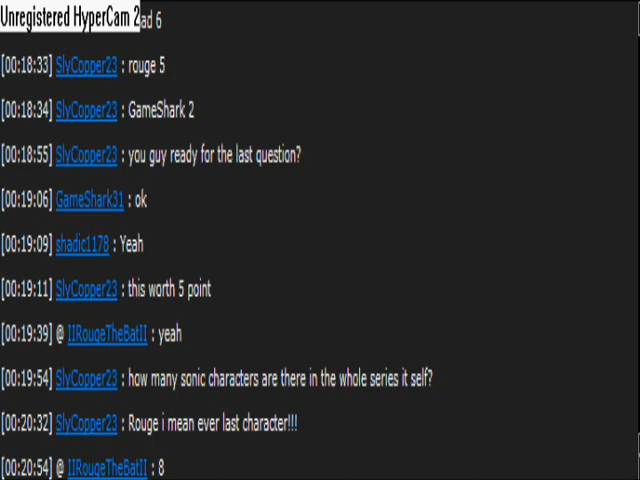 Unregistered HyperCam 2ad 6
[00:18:33] SlyCopper23 : rouge 5
[00:18:34] SlyCopper23 : GameShark 2
[00:18:55] SlyCopper23 : you guy ready for the last question?
[00:19:06] GameShark31 : ok
[00:19:09] shadic1178 : Yeah
[00:19:11] SlyCopper23 : this worth 5 point
[00:19:39] @ IIRougeTheBatII : yeah
[00:19:54] SlyCopper23 : how many sonic characters are there in the whole series it self?
[00:20:32] SlyCopper23 : Rouge i mean ever last character!!!
[00:20:54] @ IIRougeTheBatII : 8